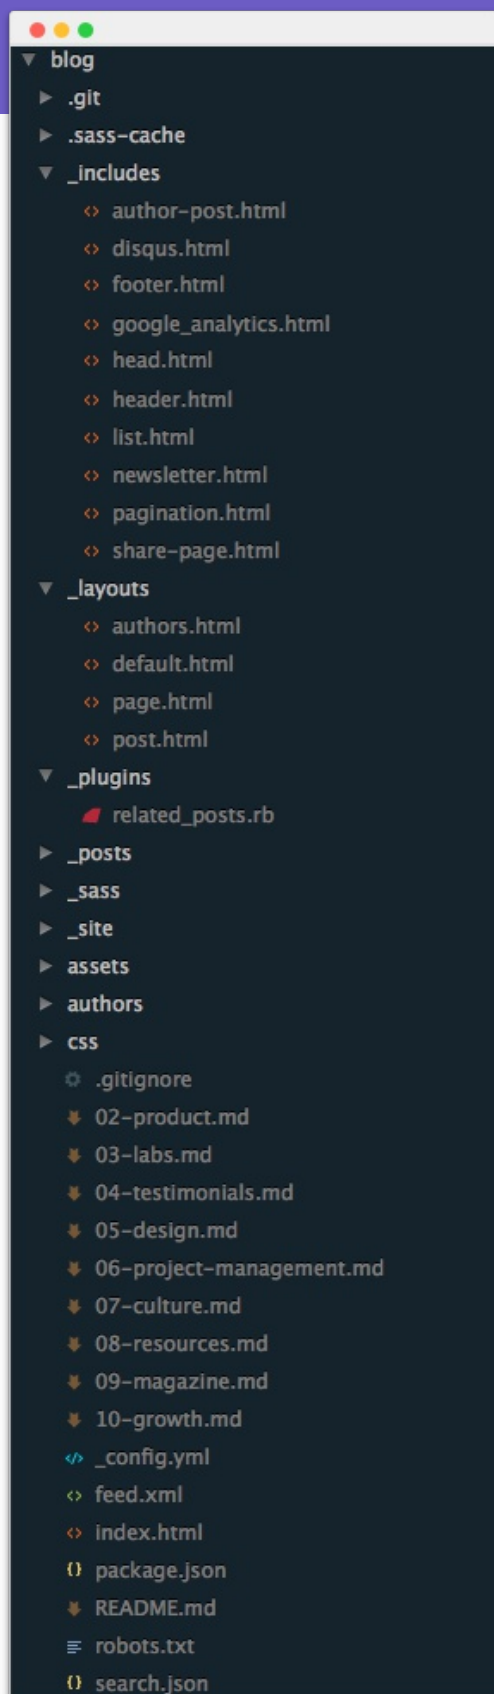 blog
.git
.sass-cache
_includes
author-post.html
disqus.html
footer.html
google_analytics.html
head.html
header.html
list.html
newsletter.html
pagination.html
share-page.html
_layouts
authors.html
default.html
page.html
post.html
_plugins
related_posts.rb
_posts
_sass
_site
assets
authors
css
.gitignore
02-product.md
03-labs.md
04-testimonials.md
05-design.md
06-project-management.md
07-culture.md
08-resources.md
09-magazine.md
10-growth.md
_config.yml
feed.xml
index.html
package.json
README.md
robots.txt
search.json